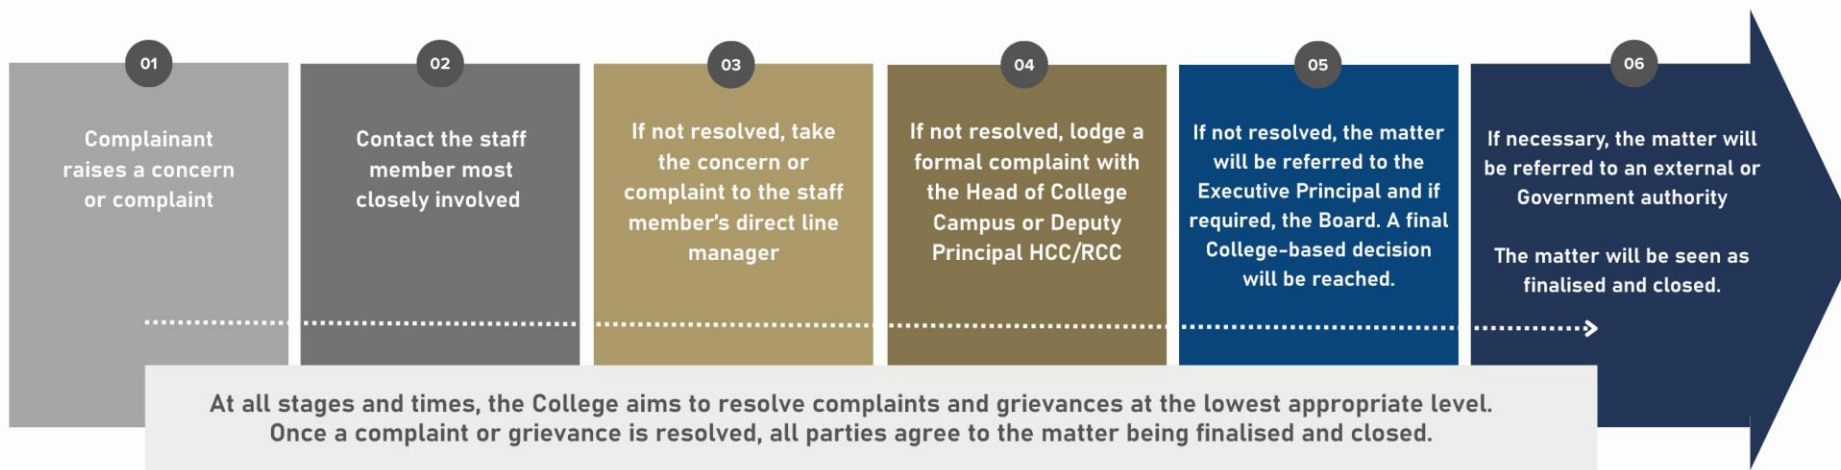 01
Complainant
raises a concern
or complaint
02
Contact the staff
member most
closely involved
03
If not resolved, take
the concern or
complaint to the staff
member's direct line
manager
04
If not resolved, lodge a
formal complaint with
the Head of College
Campus or Deputy
Principal HCC/RCC
05
If not resolved, the matter
will be referred to the
Executive Principal and if
required, the Board. A final
College-based decision
will be reached.
06
If necessary, the matter will
be referred to an external or
Government authority
The matter will be seen as
finalised and closed.
At all stages and times, the College aims to resolve complaints and grievances at the lowest appropriate level.
Once a complaint or grievance is resolved, all parties agree to the matter being finalised and closed.